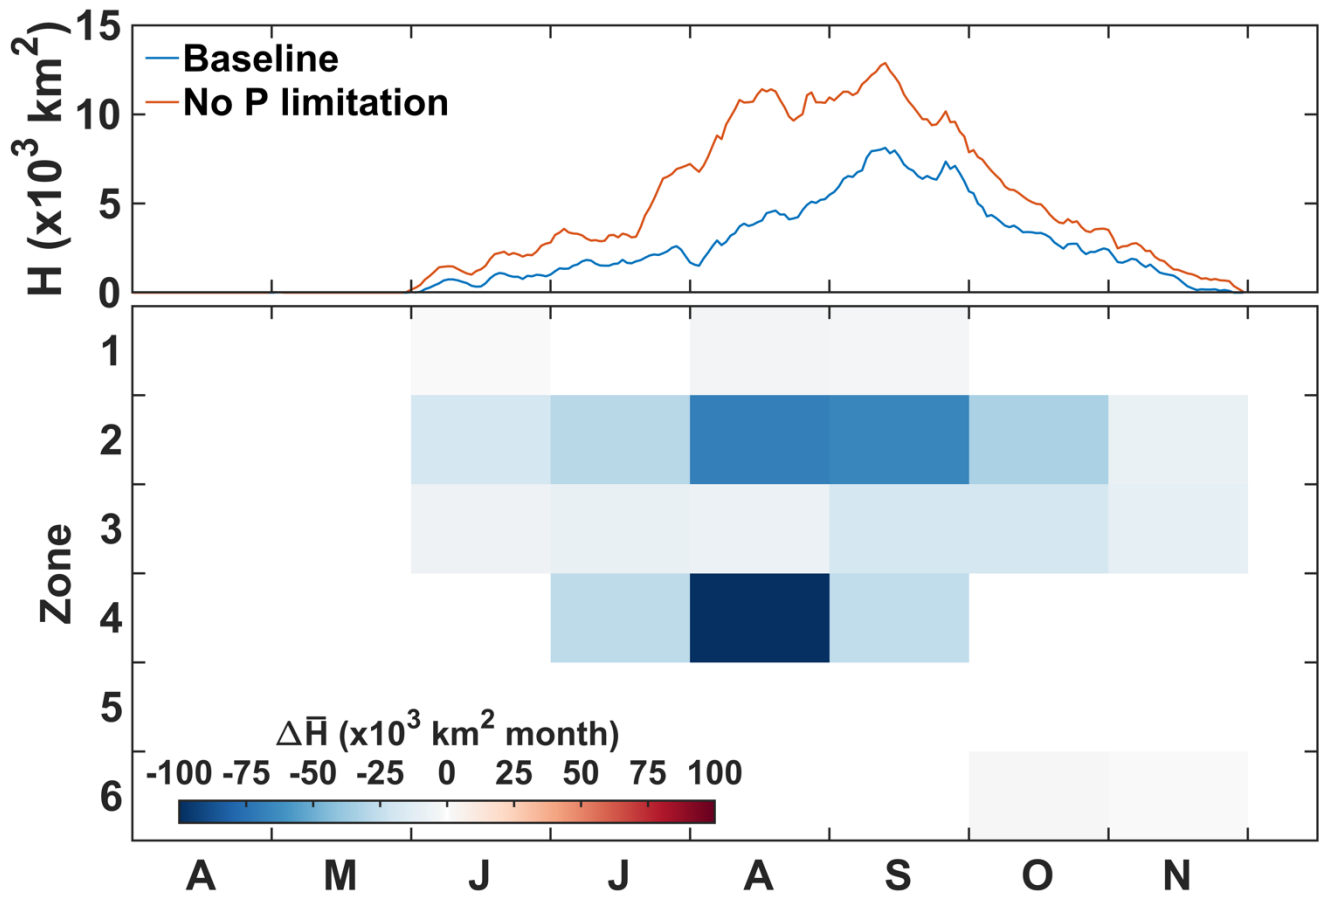 H (x10³ km²)
15
10
5
0
Baseline
No P limitation
Zone
1
2
3
4
5
6
ΔH̅ (x10³ km² month)
-100 -75 -50 -25 0 25 50 75 100
A M J J A S O N